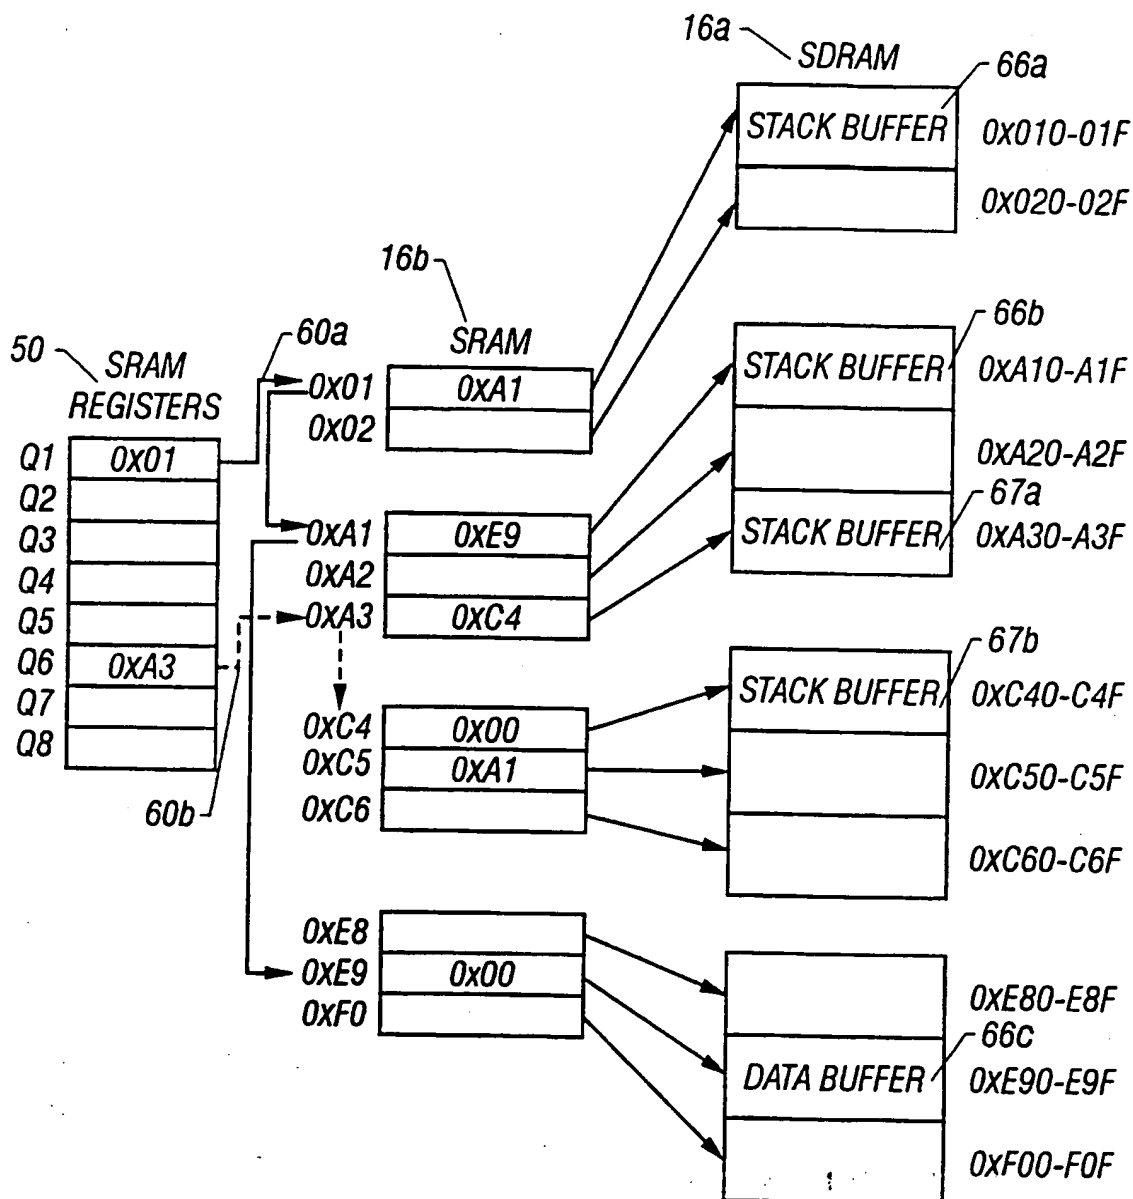 16a
SDRAM
66a
STACK BUFFER
0X010-01F
0X020-02F
16b
SRAM
60a
50
SRAM
REGISTERS
66b
STACK BUFFER
0XA10-A1F
0XA20-A2F
67a
STACK BUFFER
0XA30-A3F
0X01
0XA1
0X02
Q1
0X01
Q2
Q3
Q4
Q5
Q6
0XA3
Q7
Q8
60b
0XA1
0XE9
0XA2
0XA3
0XC4
67b
STACK BUFFER
0XC40-C4F
0XC50-C5F
0XC60-C6F
0XC4
0X00
0XC5
0XA1
0XC6
0XE8
0XE9
0X00
0XF0
0XE80-E8F
66c
DATA BUFFER
0XE90-E9F
0XF00-F0F